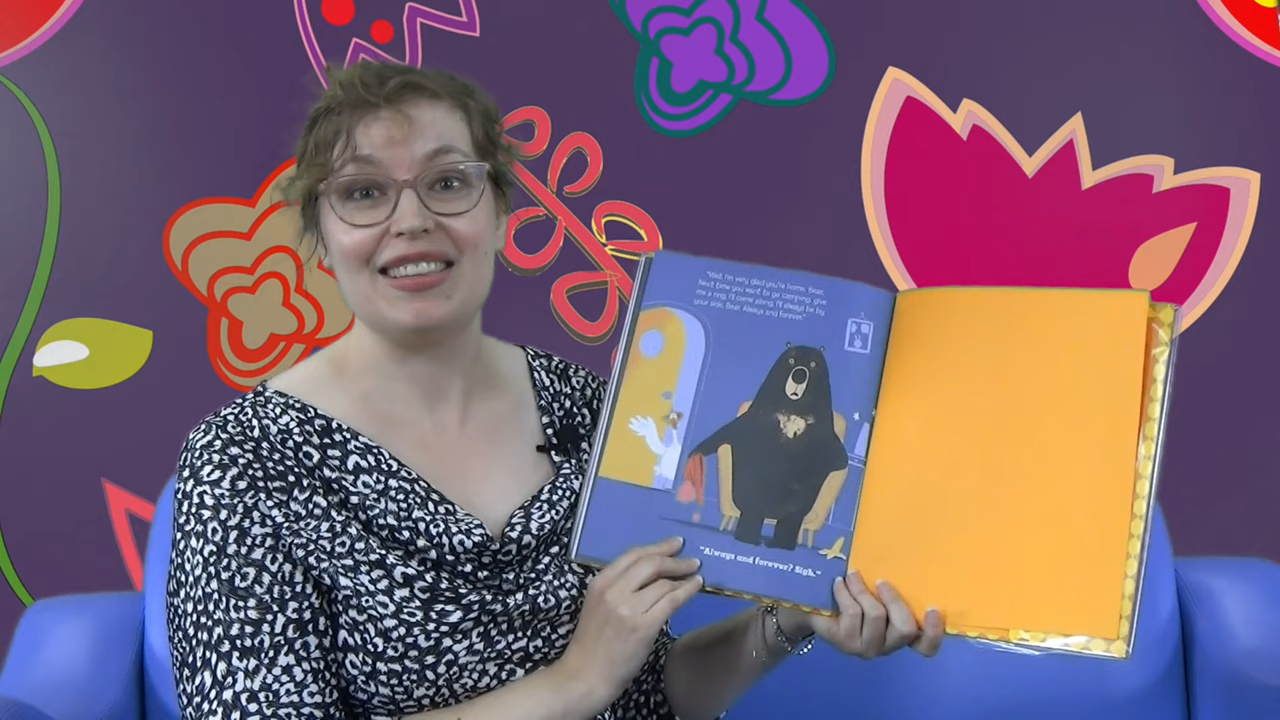 "Well, I'm very glad you're home, Bear.
Next time you want to go camping, give
me a ring. I'll come along. I'll always be by
your side, Bear. Always and forever."
"Always and forever? Sigh."